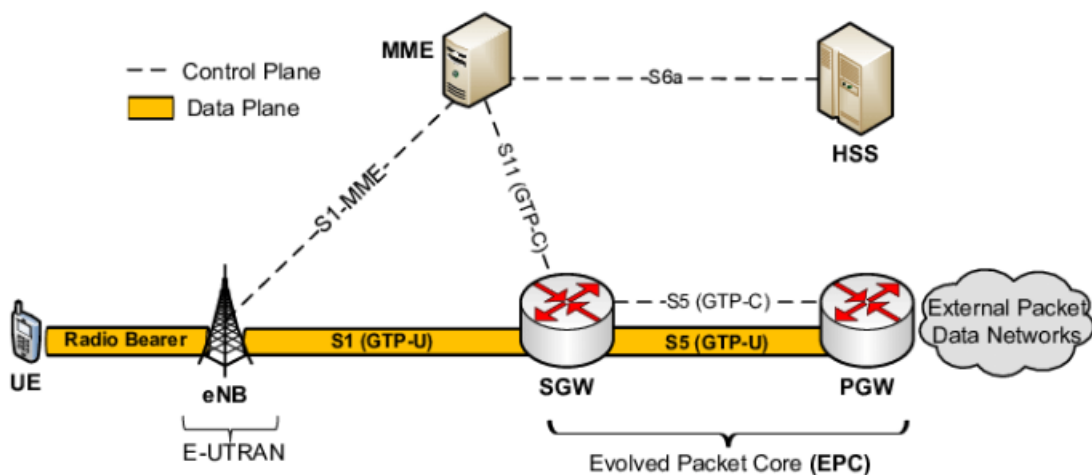 MME
Control Plane
Data Plane
S6a
HSS
S1-MME
S11 (GTP-C)
S5 (GTP-C)
External Packet
Data Networks
Radio Bearer
S1 (GTP-U)
S5 (GTP-U)
UE
eNB
SGW
PGW
E-UTRAN
Evolved Packet Core (EPC)